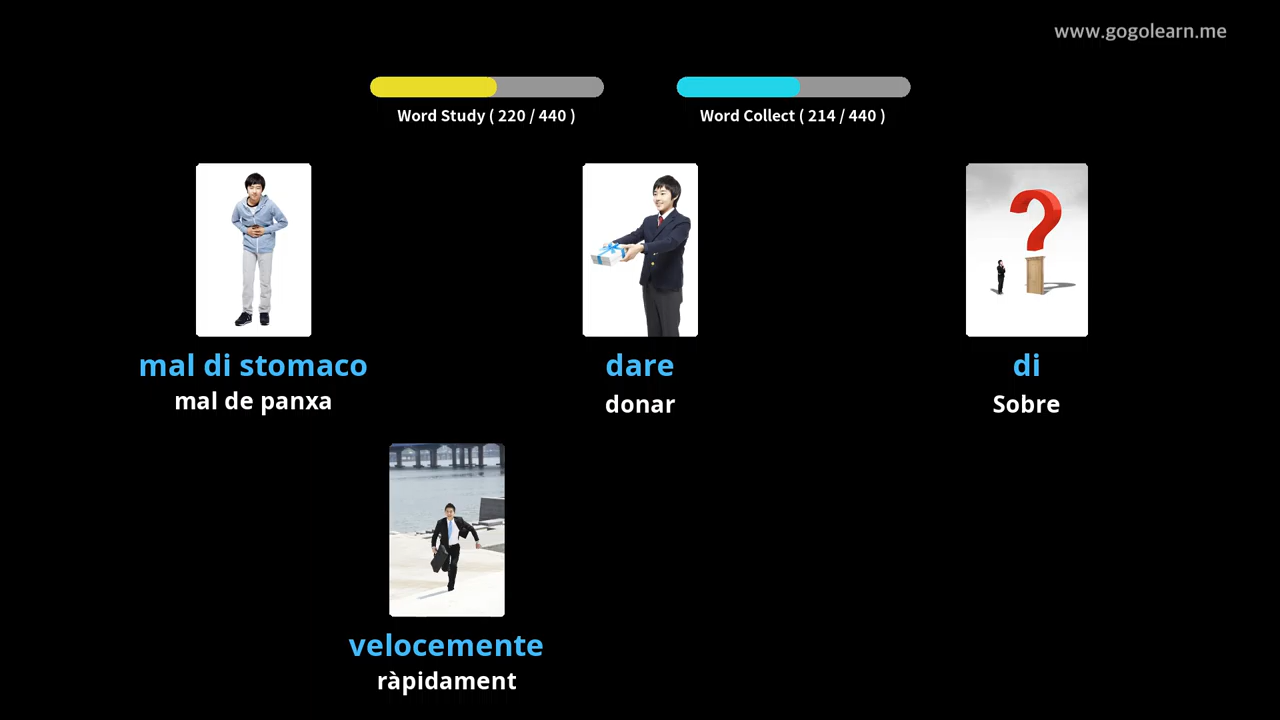 www.gogolearn.me
Word Study ( 220 / 440 )
Word Collect ( 214 / 440 )
mal di stomaco
mal de panxa
dare
donar
di
Sobre
velocemente
ràpidament